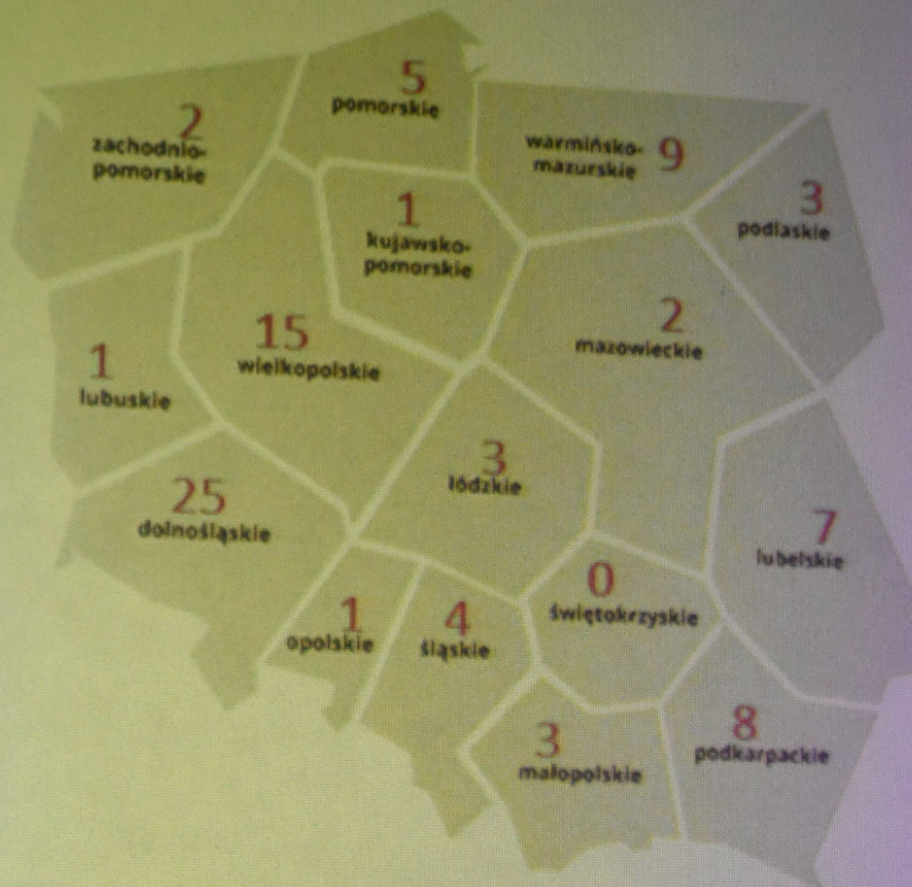 5
pomorskie
2
zachodnio-
pomorskie
warmińsko-
mazurskie 9
3
podlaskie
1
kujawsko-
pomorskie
15
wielkopolskie
2
mazowieckie
1
lubuskie
3
łódzkie
25
dolnośląskie
7
lubelskie
0
świętokrzyskie
1
opolskie
4
śląskie
3
małopolskie
8
podkarpackie